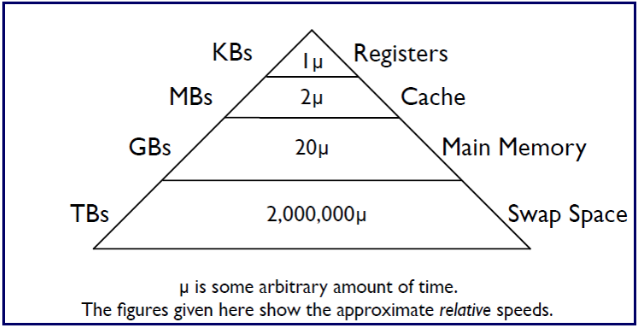 KBs 1μ Registers
MBs 2μ Cache
GBs 20μ Main Memory
TBs 2,000,000μ Swap Space
μ is some arbitrary amount of time.
The figures given here show the approximate relative speeds.